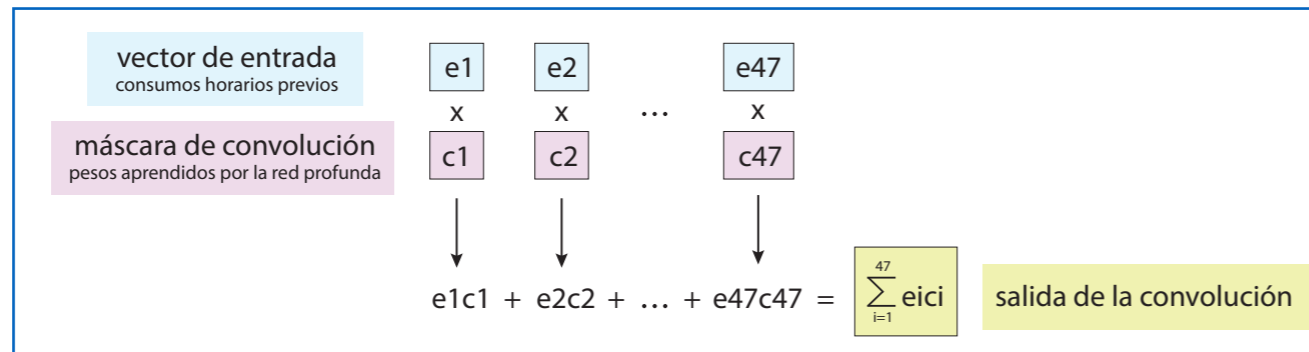 vector de entrada
consumos horarios previos
e1 e2 e47
x x ... x
máscara de convolución
pesos aprendidos por la red profunda
c1 c2 c47
47
e1c1 + e2c2 + ... + e47c47 = ∑ eici salida de la convolución
i=1